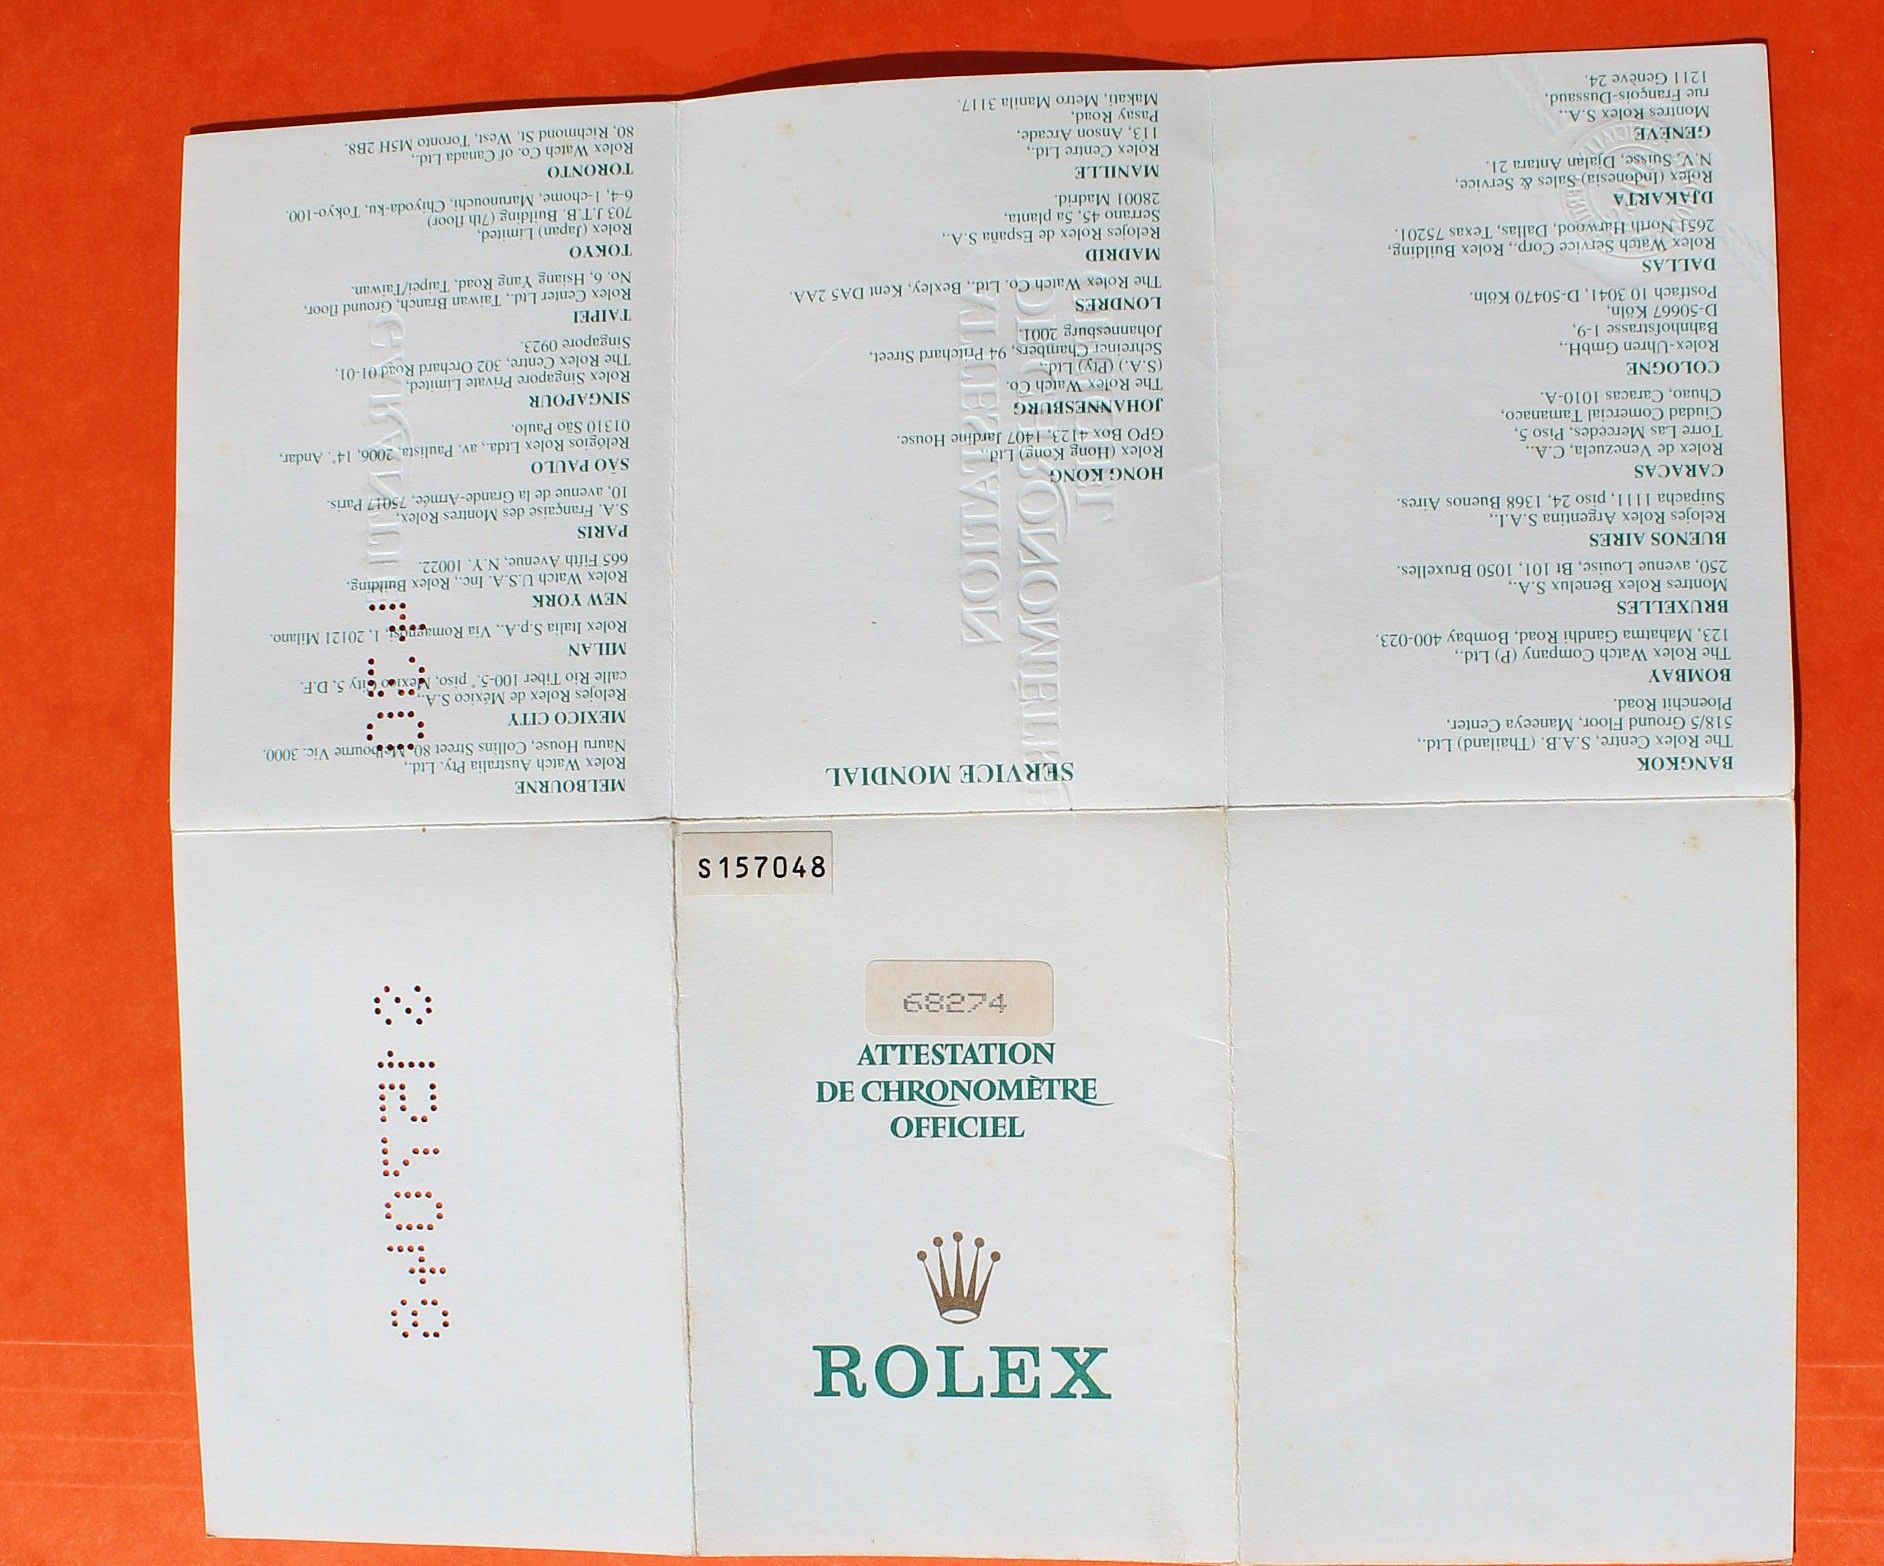 S157048
68274
ATTESTATION
DE CHRONOMÈTRE
OFFICIEL
ROLEX
S 157048
SERVICE MONDIAL
BANGKOK
The Rolex Centre, S.A.B. (Thailand) Ltd.,
518/5 Ground Floor, Maneeya Center,
Ploenchit Road.
BOMBAY
The Rolex Watch Company (P) Ltd.,
123, Mahatma Gandhi Road, Bombay 400-023.
BRUXELLES
Montres Rolex Benelux S.A.,
250, avenue Louise, Bt 101, 1050 Bruxelles.
BUENOS AIRES
Relojes Rolex Argentina S.A.I.,
Suipacha 1111, piso 24, 1368 Buenos Aires.
CARACAS
Rolex de Venezuela, C.A.,
Torre Las Mercedes, Piso 5,
Ciudad Comercial Tamanaco,
Chuao, Caracas 1010-A.
COLOGNE
Rolex-Uhren GmbH.,
Bahnhofstrasse 1-9,
D-50667 Köln,
Postfach 10 3041, D-50470 Köln.
DALLAS
Rolex Watch Service Corp., Rolex Building,
2651 North Harwood, Dallas, Texas 75201.
DJAKARTA
Rolex (Indonesia) Sales & Service,
N.V. Suisse, Djalan Antara 21.
GENÈVE
Montres Rolex S.A.,
rue François-Dussaud,
1211 Genève 24.
HONG KONG
Rolex (Hong Kong) Ltd.,
GPO Box 4123, 1407 Jardine House.
JOHANNESBURG
The Rolex Watch Co.
(S.A.) (Pty) Ltd.,
Schreiner Chambers, 94 Pritchard Street,
Johannesburg 2001.
LONDRES
The Rolex Watch Co. Ltd., Bexley, Kent DA5 2AA.
MADRID
Relojes Rolex de España S.A.,
Serrano 45, 5a planta,
28001 Madrid.
MANILLE
Rolex Centre Ltd.,
113, Anson Arcade,
Pasay Road,
Makati, Metro Manila 3117.
MELBOURNE
Rolex Watch Australia Pty. Ltd.,
Nauru House, Collins Street 80, Melbourne Vic. 3000.
MEXICO CITY
Relojes Rolex de México S.A.,
calle Rio Tiber 100-5.° piso, Mexico City 5, D.F.
MILAN
Rolex Italia S.p.A., Via Romagnosi, 1, 20121 Milano.
NEW YORK
Rolex Watch U.S.A. Inc., Rolex Building,
665 Fifth Avenue, N.Y. 10022.
PARIS
S.A. Française des Montres Rolex,
10, avenue de la Grande-Armée, 75017 Paris.
SÃO PAULO
Relógios Rolex Ltda., av. Paulista, 2006, 14°. Andar,
01310 São Paulo.
SINGAPOUR
Rolex Singapore Private Limited,
The Rolex Centre, 302 Orchard Road 01-01,
Singapore 0923.
TAIPEI
Rolex Center Ltd., Taiwan Branch, Ground floor,
No. 6, Hsiang Yang Road, Taipei/Taiwan.
TOKYO
Rolex (Japan) Limited,
703 J.T.B. Building (7th floor)
6-4, 1-chome, Marunouchi, Chiyoda-ku, Tokyo-100.
TORONTO
Rolex Watch Co. of Canada Ltd.,
80, Richmond St. West, Toronto M5H 2B8.
ATTESTATION
DE CHRONOMÈTRE
OFFICIEL
GARANTIE